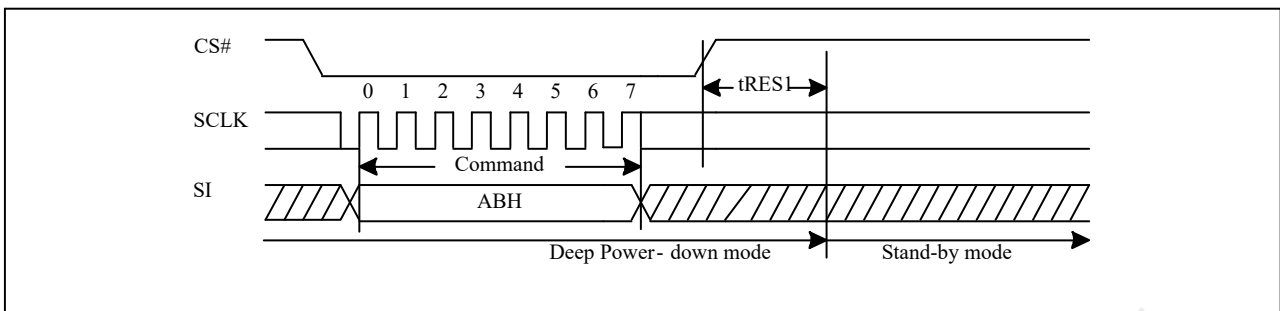 CS#
tRES1
0 1 2 3 4 5 6 7
SCLK
Command
SI
ABH
Deep Power- down mode
Stand-by mode